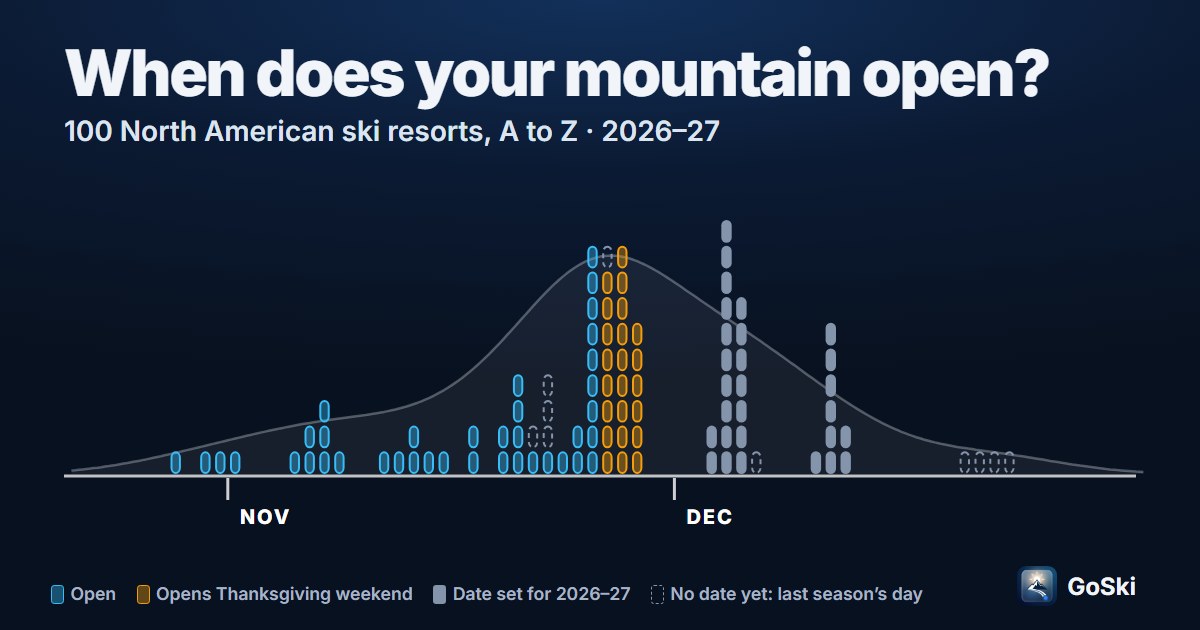 When does your mountain open?
100 North American ski resorts, A to Z · 2026–27
NOV
DEC
Open
Opens Thanksgiving weekend
Date set for 2026–27
No date yet: last season’s day
GoSki